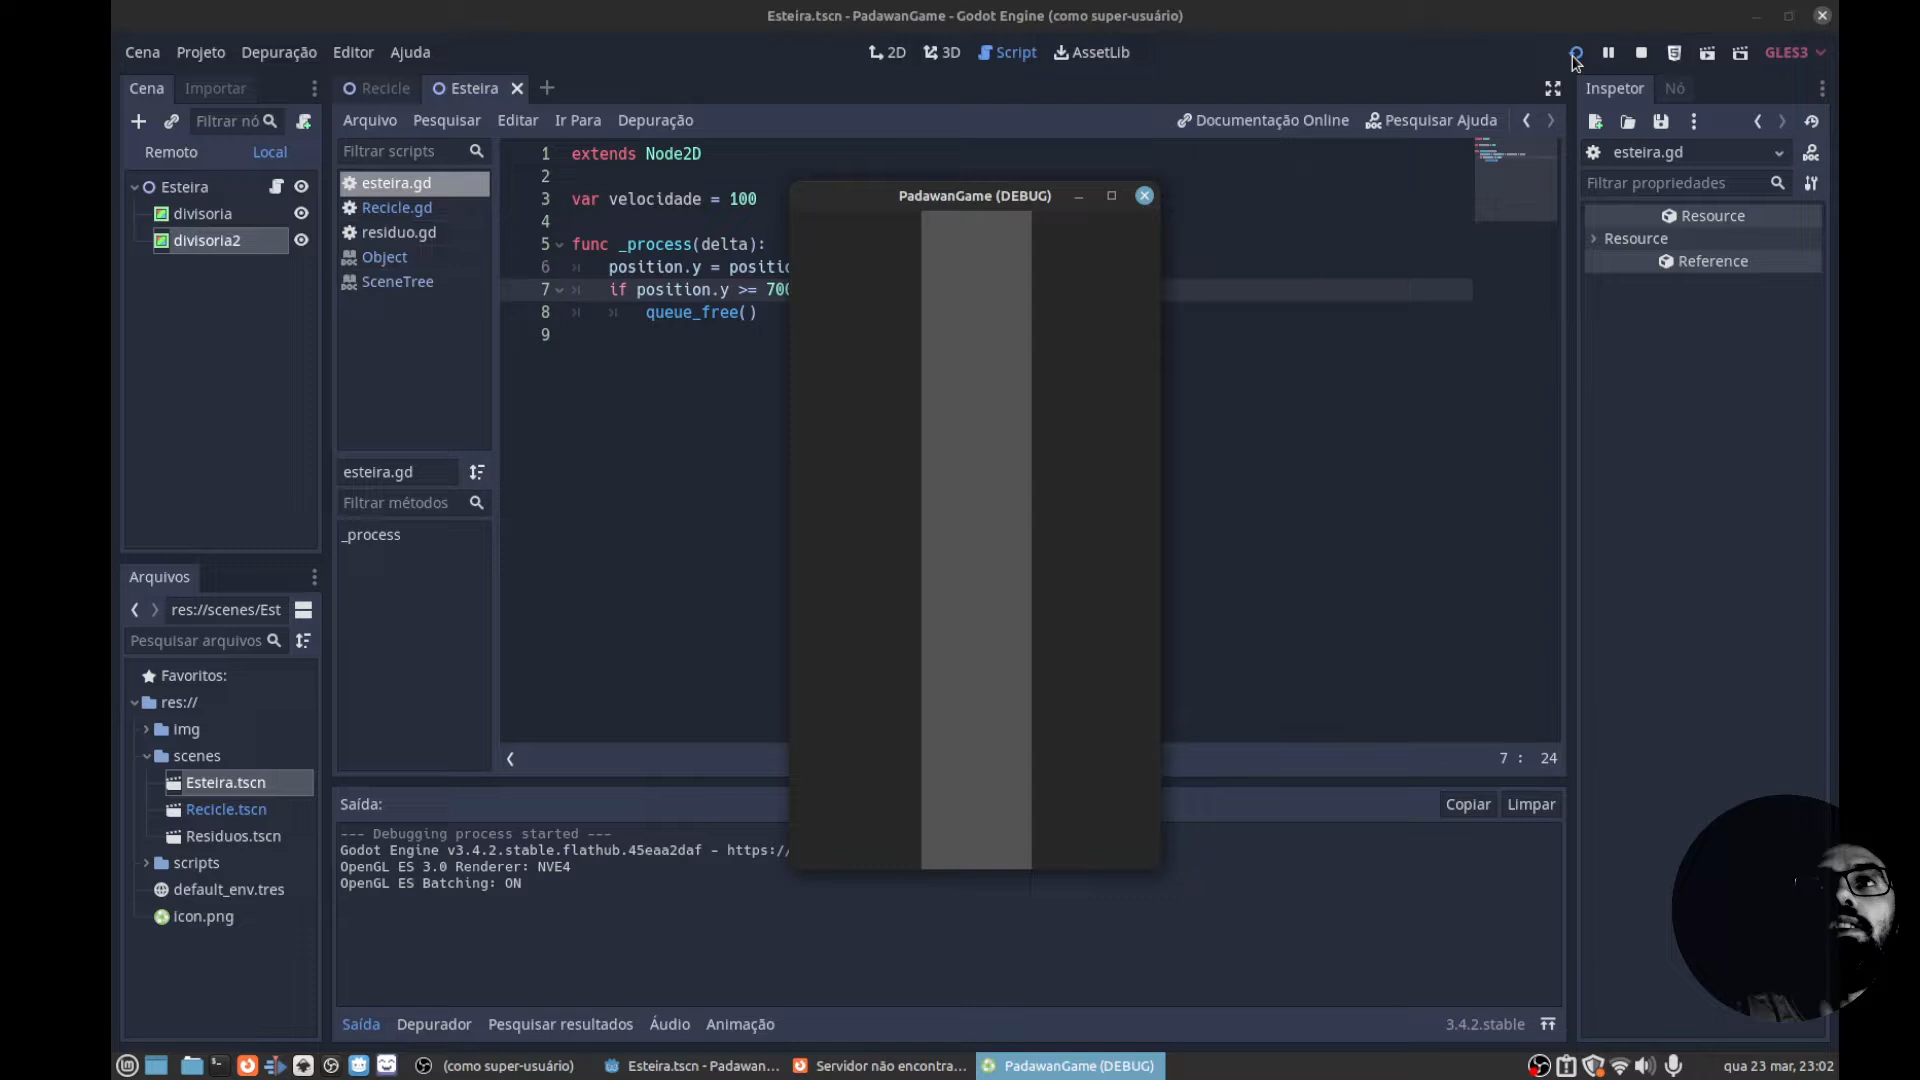 Esteira.tscn - PadawanGame - Godot Engine (como super-usuário)
Cena Projeto Depuração Editor Ajuda
2D 3D Script AssetLib
GLES3
Cena Importar
Filtrar nó
Remoto Local
Esteira
divisoria
divisoria2
Arquivos
res://scenes/Est
Pesquisar arquivos
Favoritos:
res://
img
scenes
Esteira.tscn
Recicle.tscn
Residuos.tscn
scripts
default_env.tres
icon.png
Recicle Esteira
Arquivo Pesquisar Editar Ir Para Depuração
Documentação Online Pesquisar Ajuda
Filtrar scripts
esteira.gd
Recicle.gd
residuo.gd
Object
SceneTree
esteira.gd
Filtrar métodos
_process
1 extends Node2D
2
3 var velocidade = 100
4
5 func _process(delta):
6 position.y = positio
7 if position.y >= 700
8 queue_free()
9
7 : 24
PadawanGame (DEBUG)
Saída:
Copiar Limpar
--- Debugging process started ---
Godot Engine v3.4.2.stable.flathub.45eaa2daf - https:/
OpenGL ES 3.0 Renderer: NVE4
OpenGL ES Batching: ON
Saída Depurador Pesquisar resultados Áudio Animação
3.4.2.stable
Inspetor Nó
esteira.gd
Filtrar propriedades
Resource
Resource
Reference
(como super-usuário)
Esteira.tscn - Padawan...
Servidor não encontra...
PadawanGame (DEBUG)
qua 23 mar, 23:02